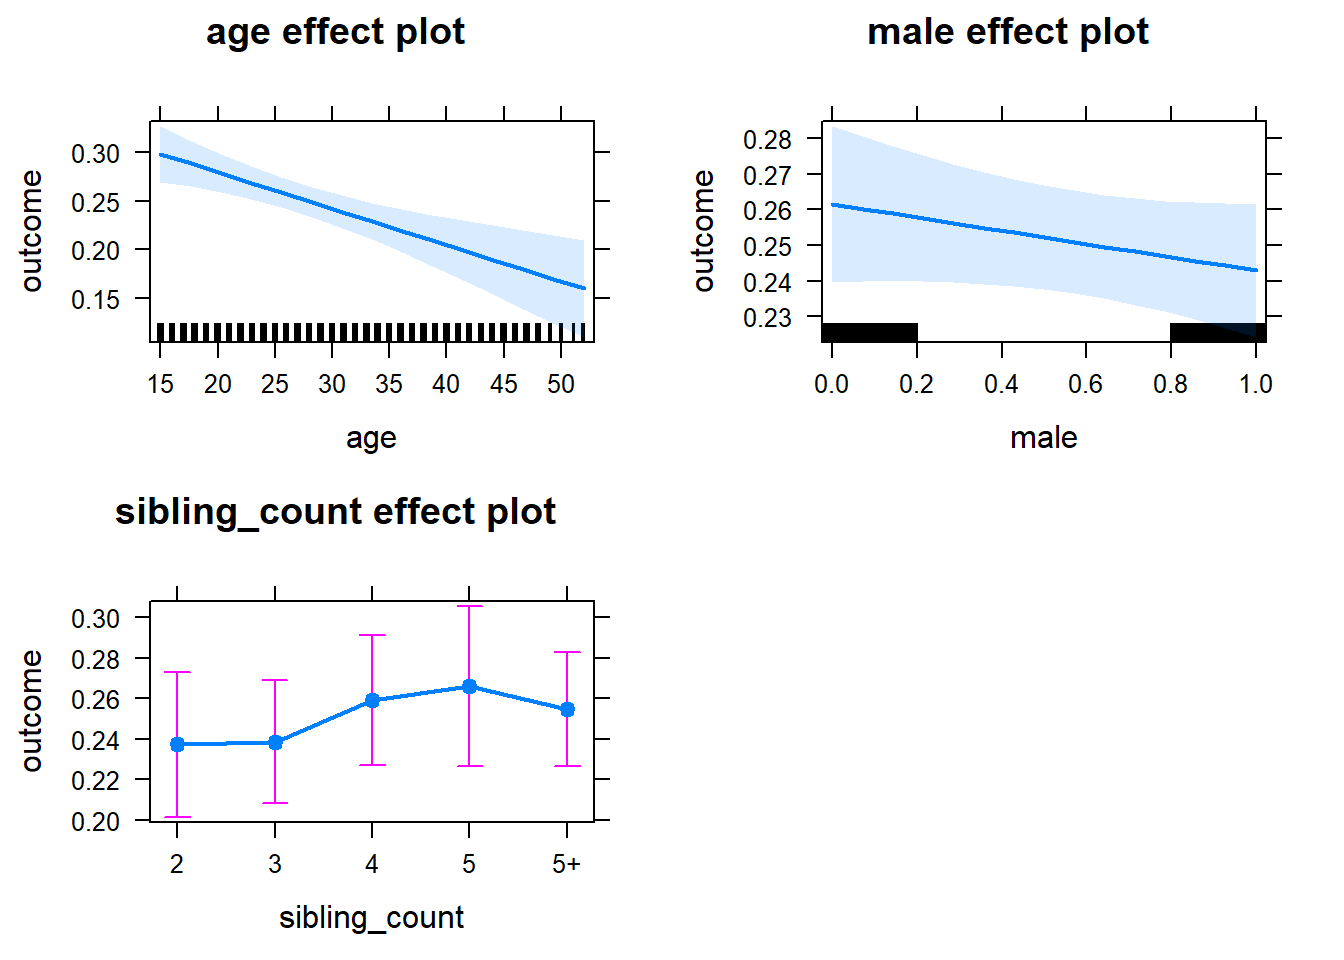 age effect plot
outcome
0.30
0.25
0.20
0.15
15 20 25 30 35 40 45 50
age
male effect plot
outcome
0.28
0.27
0.26
0.25
0.24
0.23
0.0 0.2 0.4 0.6 0.8 1.0
male
sibling_count effect plot
outcome
0.30
0.28
0.26
0.24
0.22
0.20
2 3 4 5 5+
sibling_count